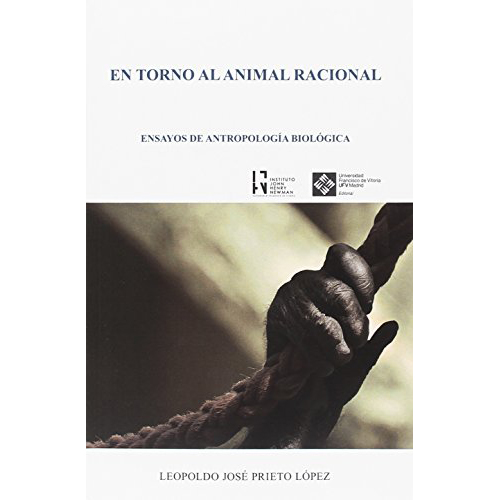 EN TORNO AL ANIMAL RACIONAL
ENSAYOS DE ANTROPOLOGÍA BIOLÓGICA
INSTITUTO
JOHN
HENRY
NEWMAN
Universidad
Francisco de Vitoria
UFV Madrid
Editorial
LEOPOLDO JOSÉ PRIETO LÓPEZ